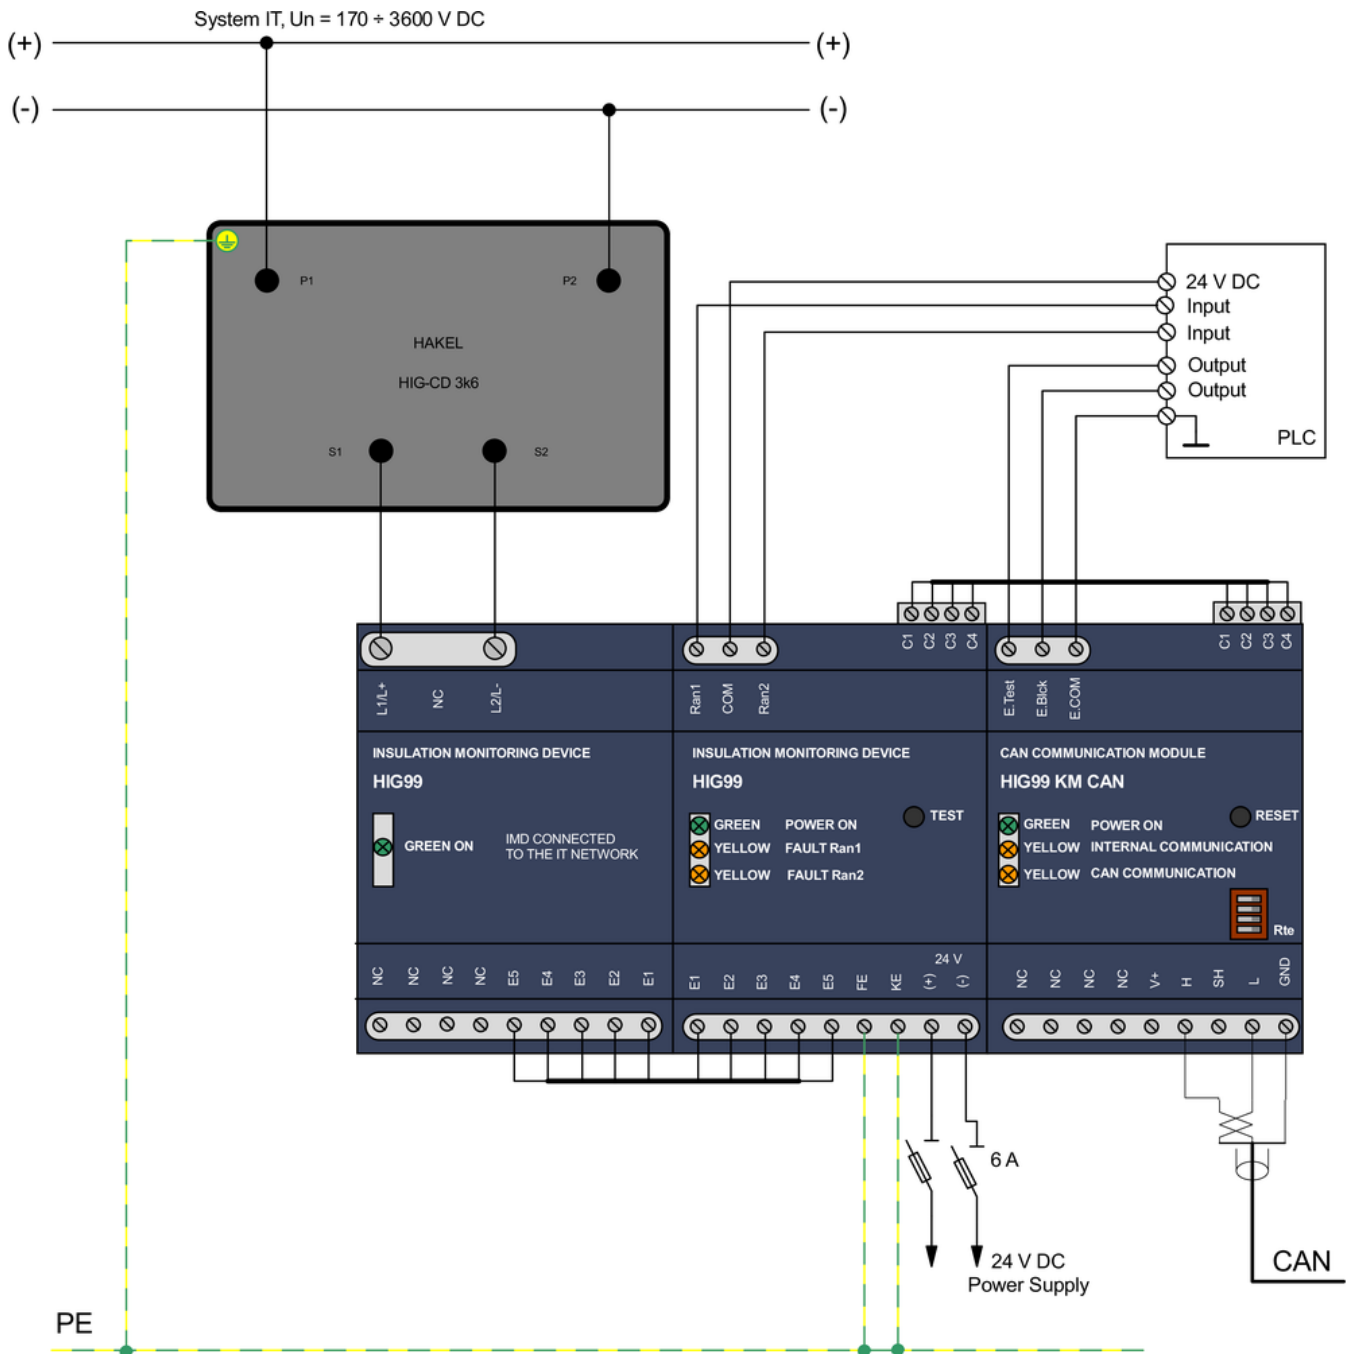 System IT, Un = 170 ÷ 3600 V DC
(+) (+)
(-) (-)
P1 P2
HAKEL
HIG-CD 3k6
S1 S2
24 V DC
Input
Input
Output
Output
PLC
C1 C2 C3 C4 C1 C2 C3 C4
L1/L+ NC L2/L- Ran1 COM Ran2 E.Test E.Blck E.COM
INSULATION MONITORING DEVICE
HIG99
GREEN ON
IMD CONNECTED
TO THE IT NETWORK
INSULATION MONITORING DEVICE
HIG99
TEST
GREEN POWER ON
YELLOW FAULT Ran1
YELLOW FAULT Ran2
CAN COMMUNICATION MODULE
HIG99 KM CAN
RESET
GREEN POWER ON
YELLOW INTERNAL COMMUNICATION
YELLOW CAN COMMUNICATION
Rte
24 V
NC NC NC NC E5 E4 E3 E2 E1 E1 E2 E3 E4 E5 FE KE (+) (-) NC NC NC NC V+ H SH L GND
6 A
24 V DC
Power Supply
CAN
PE